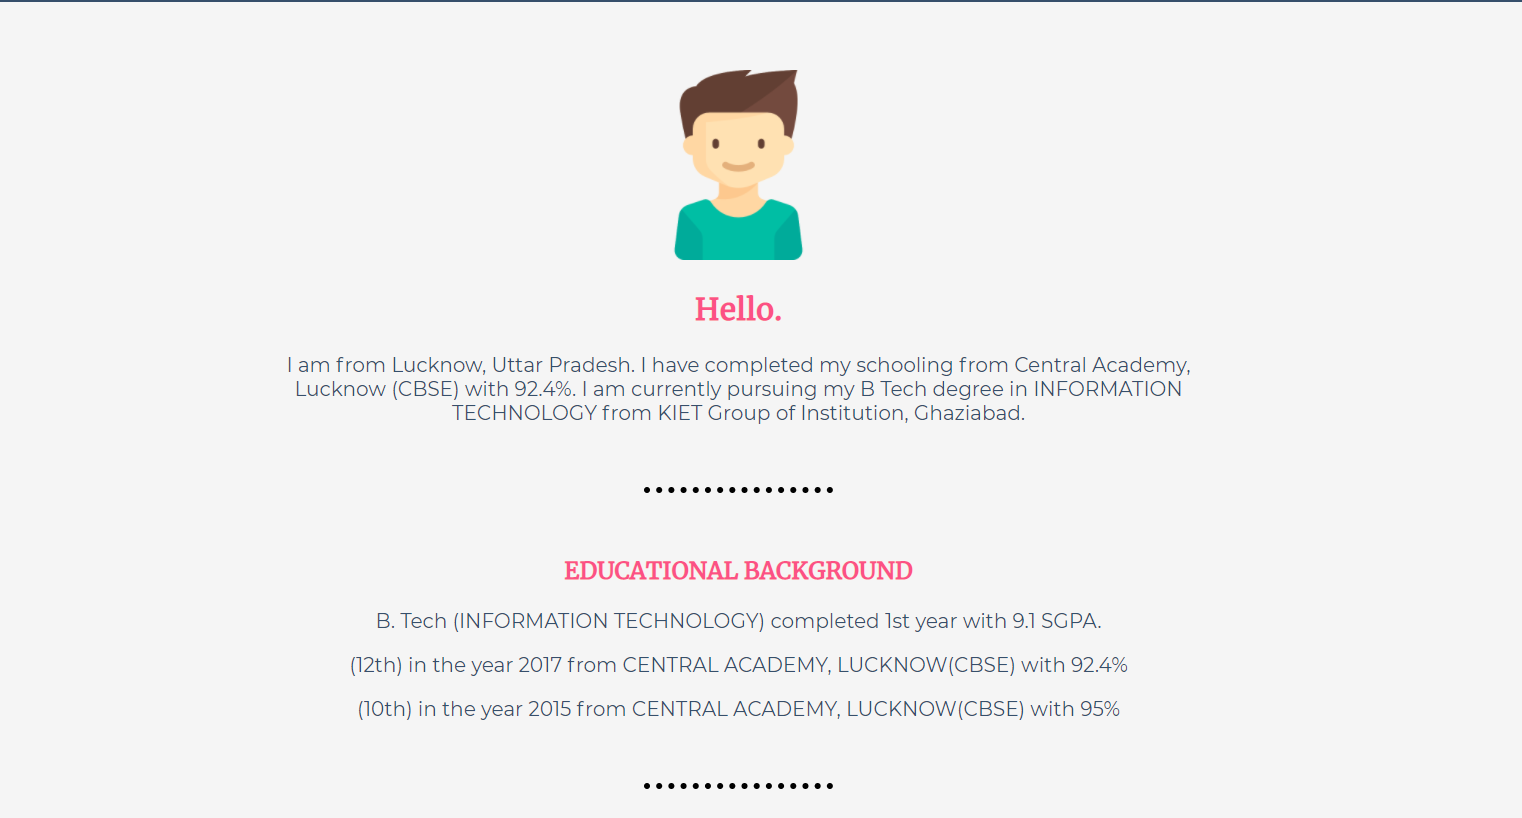 Hello.
I am from Lucknow, Uttar Pradesh. I have completed my schooling from Central Academy,
Lucknow (CBSE) with 92.4%. I am currently pursuing my B Tech degree in INFORMATION
TECHNOLOGY from KIET Group of Institution, Ghaziabad.
EDUCATIONAL BACKGROUND
B. Tech (INFORMATION TECHNOLOGY) completed 1st year with 9.1 SGPA.
(12th) in the year 2017 from CENTRAL ACADEMY, LUCKNOW(CBSE) with 92.4%
(10th) in the year 2015 from CENTRAL ACADEMY, LUCKNOW(CBSE) with 95%